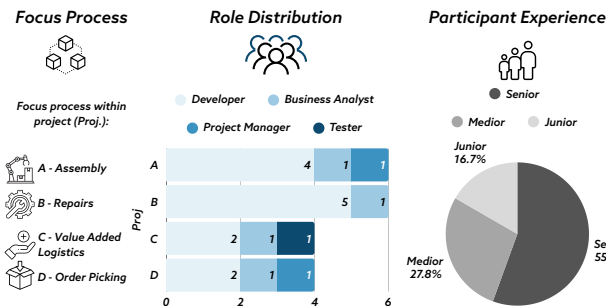 Focus Process
Role Distribution
Participant Experience
Focus process within
project (Proj.):
A - Assembly
B - Repairs
C - Value Added
Logistics
D - Order Picking
Developer
Business Analyst
Project Manager
Tester
Proj
A
4
1
1
B
5
1
C
2
1
1
D
2
1
1
0
2
4
6
Senior
Medior
Junior
Junior
16.7%
Medior
27.8%
Se
55